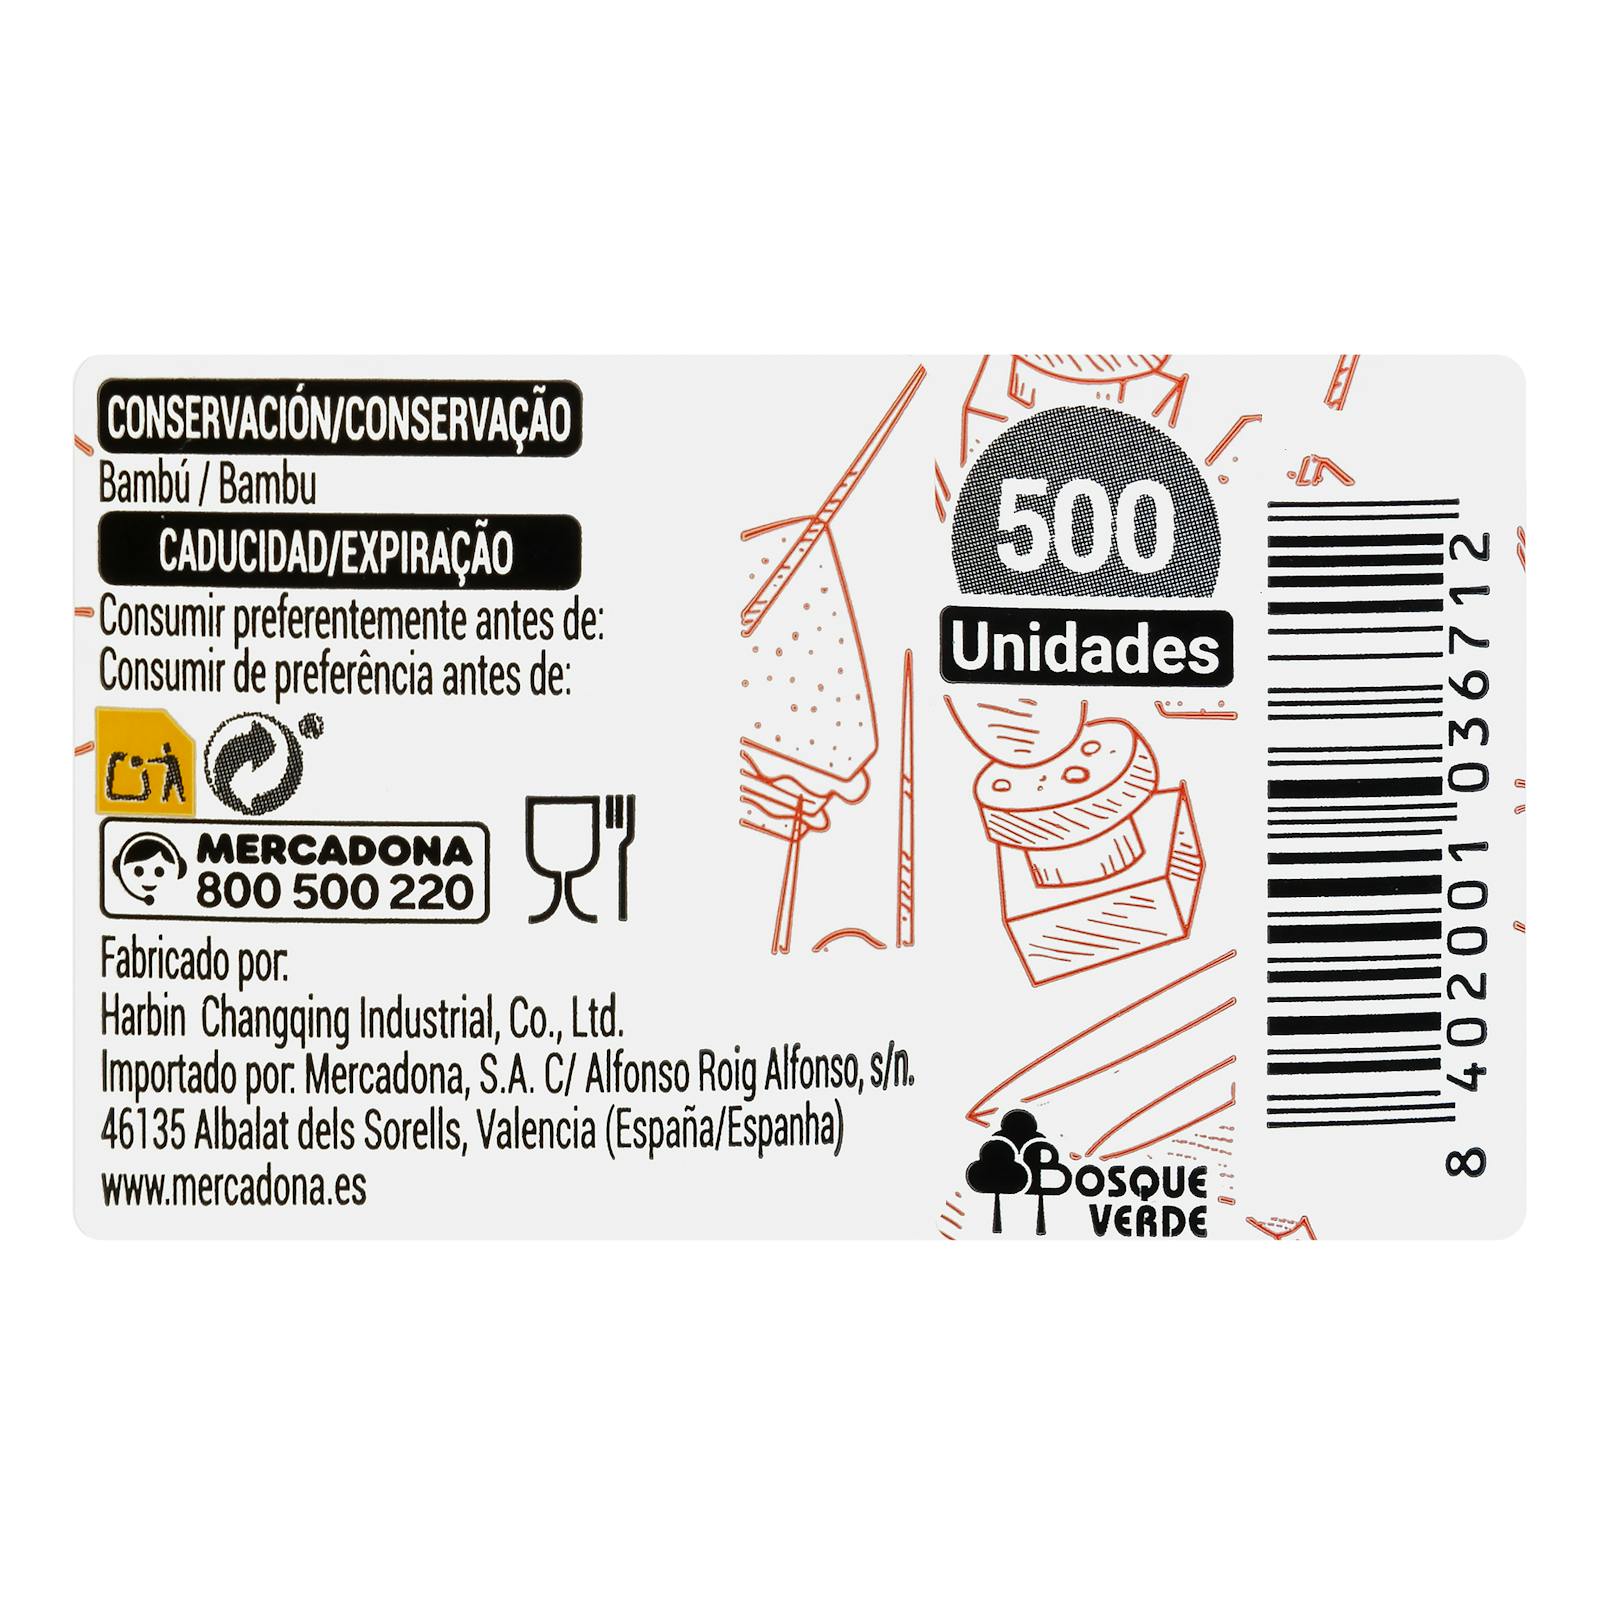 CONSERVACIÓN/CONSERVAÇÃO
Bambú / Bambu
CADUCIDAD/EXPIRAÇÃO
Consumir preferentemente antes de:
Consumir de preferência antes de:
MERCADONA
800 500 220
Fabricado por:
Harbin Changqing Industrial, Co., Ltd.
Importado por: Mercadona, S.A. C/ Alfonso Roig Alfonso, s/n.
46135 Albalat dels Sorells, Valencia (España/Espanha)
www.mercadona.es
500
Unidades
BOSQUE
VERDE
8 402001 036712